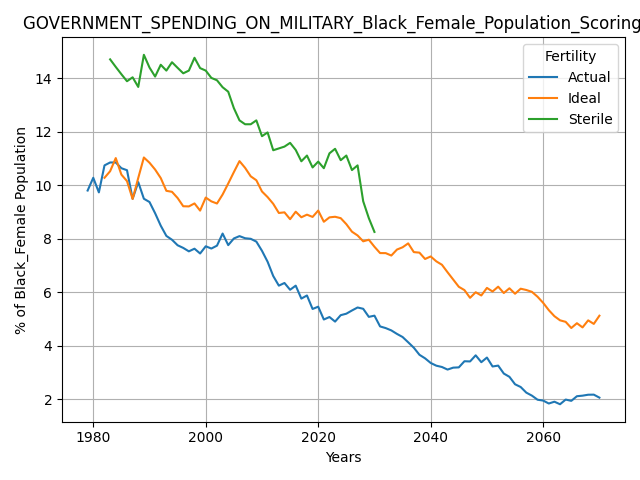 GOVERNMENT_SPENDING_ON_MILITARY_Black_Female_Population_Scoring
Fertility
Actual
Ideal
Sterile
% of Black_Female Population
14
12
10
8
6
4
2
1980 2000 2020 2040 2060
Years